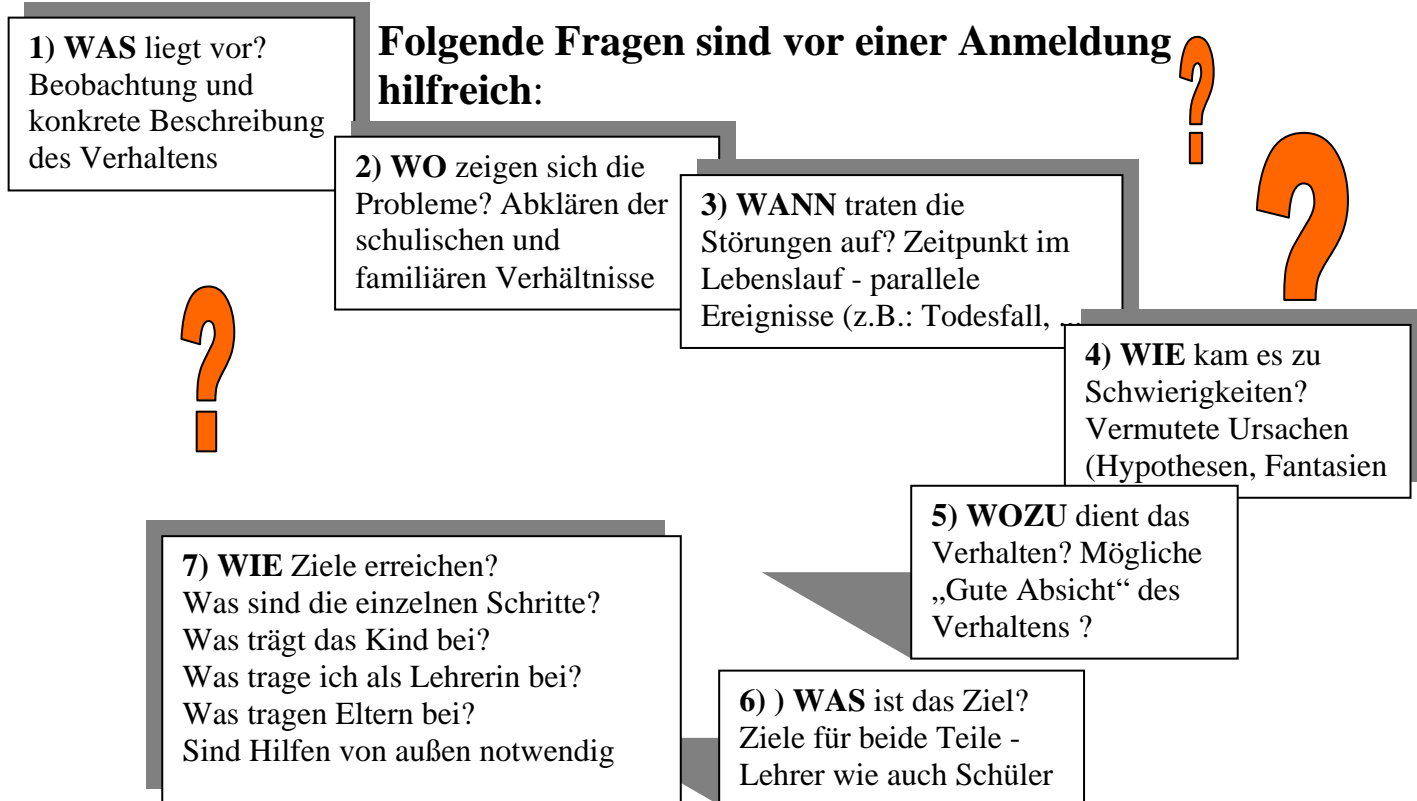 Folgende Fragen sind vor einer Anmeldung
hilfreich:
1) WAS liegt vor?
Beobachtung und
konkrete Beschreibung
des Verhaltens
2) WO zeigen sich die
Probleme? Abklären der
schulischen und
familiären Verhältnisse
3) WANN traten die
Störungen auf? Zeitpunkt im
Lebenslauf - parallele
Ereignisse (z.B.: Todesfall, ...
4) WIE kam es zu
Schwierigkeiten?
Vermutete Ursachen
(Hypothesen, Fantasien
5) WOZU dient das
Verhalten? Mögliche
„Gute Absicht“ des
Verhaltens ?
6) ) WAS ist das Ziel?
Ziele für beide Teile -
Lehrer wie auch Schüler
7) WIE Ziele erreichen?
Was sind die einzelnen Schritte?
Was trägt das Kind bei?
Was trage ich als Lehrerin bei?
Was tragen Eltern bei?
Sind Hilfen von außen notwendig
?
?
?